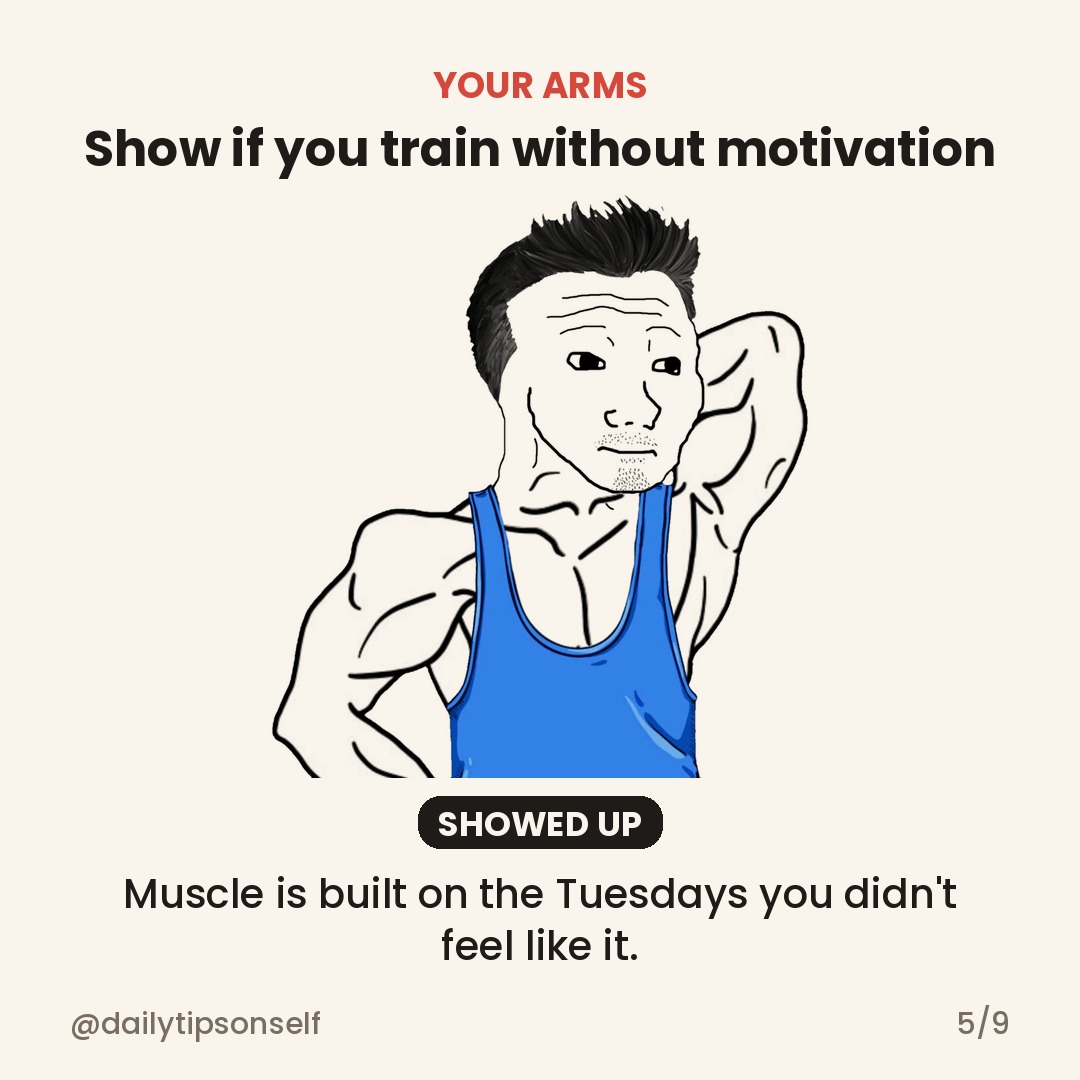 YOUR ARMS
Show if you train without motivation
SHOWED UP
Muscle is built on the Tuesdays you didn't
feel like it.
@dailytipsonself
5/9